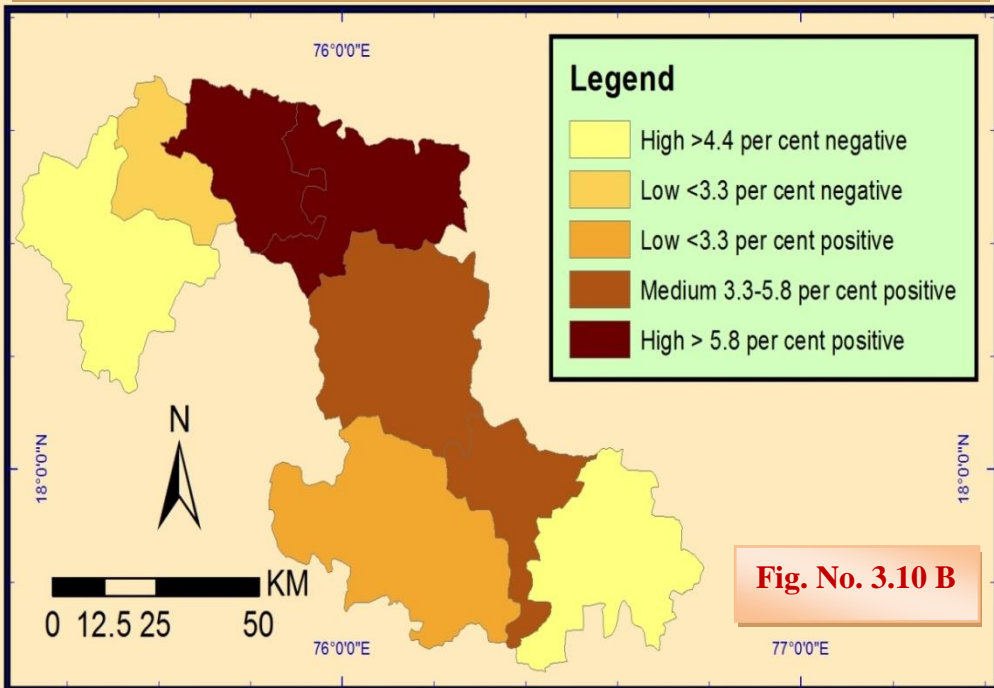 76°0'0"E
Legend
High >4.4 per cent negative
Low <3.3 per cent negative
Low <3.3 per cent positive
Medium 3.3-5.8 per cent positive
High > 5.8 per cent positive
N
18°0'0"N
18°0'0"N
KM
0 12.5 25 50
Fig. No. 3.10 B
76°0'0"E
77°0'0"E